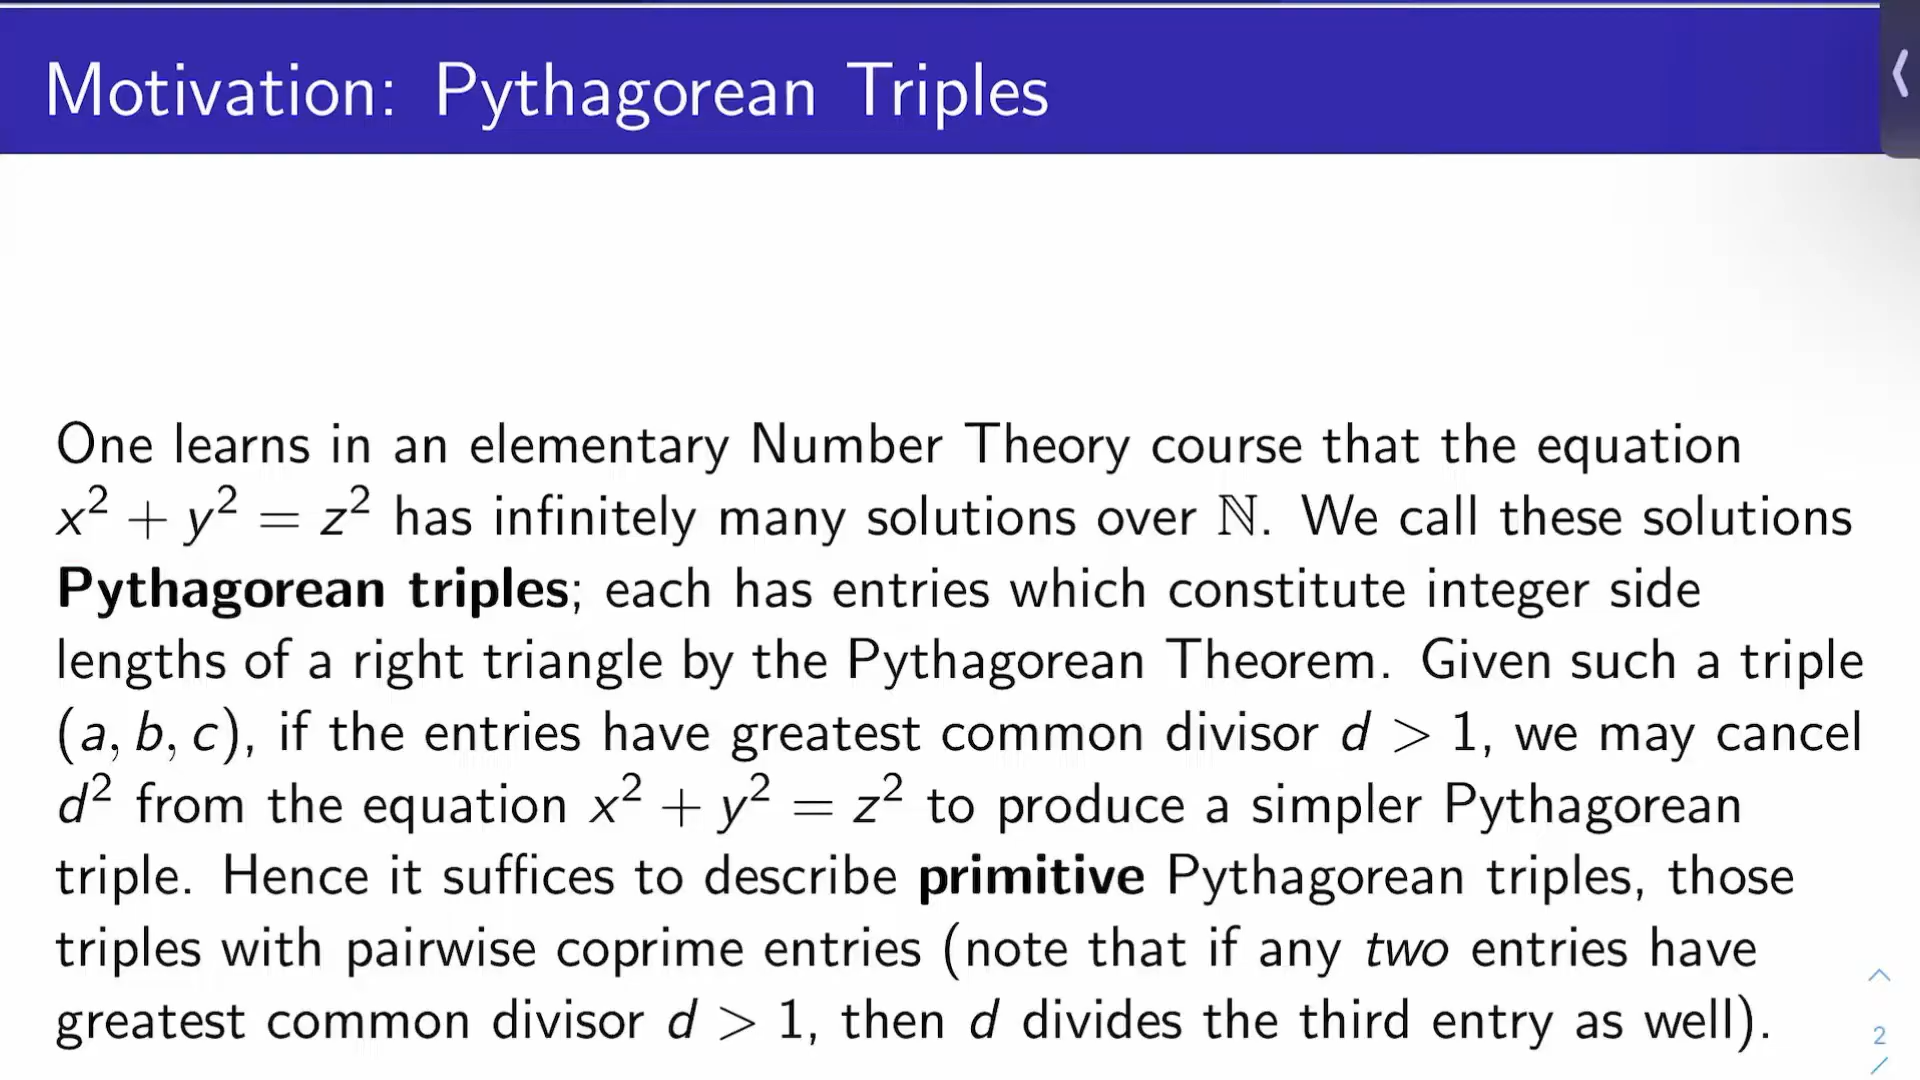 Motivation: Pythagorean Triples
One learns in an elementary Number Theory course that the equation
x² + y² = z² has infinitely many solutions over ℕ. We call these solutions
Pythagorean triples; each has entries which constitute integer side
lengths of a right triangle by the Pythagorean Theorem. Given such a triple
(a, b, c), if the entries have greatest common divisor d > 1, we may cancel
d² from the equation x² + y² = z² to produce a simpler Pythagorean
triple. Hence it suffices to describe primitive Pythagorean triples, those
triples with pairwise coprime entries (note that if any two entries have
greatest common divisor d > 1, then d divides the third entry as well).
2
/